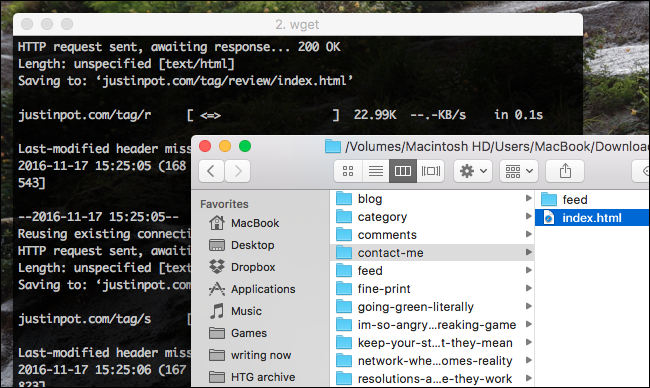 2. wget
HTTP request sent, awaiting response... 200 OK
Length: unspecified [text/html]
Saving to: ‘justinpot.com/tag/review/index.html’
justinpot.com/tag/r [ <=> ] 22.99K --.-KB/s in 0.1s
Last-modified header miss
2016-11-17 15:25:05 (168
543]
--2016-11-17 15:25:05--
Reusing existing connecti
HTTP request sent, awaiti
Length: unspecified [text
Saving to: ‘justinpot.com
justinpot.com/tag/s [
Last-modified header miss
2016-11-17 15:25:06 (167
823]
/Volumes/Macintosh HD/Users/MacBook/Downloa
Favorites
MacBook
Desktop
Dropbox
Applications
Music
Games
writing now
HTG archive
blog
category
comments
contact-me
feed
fine-print
going-green-literally
im-so-angry...reaking-game
keep-your-st...t-they-mean
network-whe...omes-reality
resolutions-a...e-they-work
feed
index.html